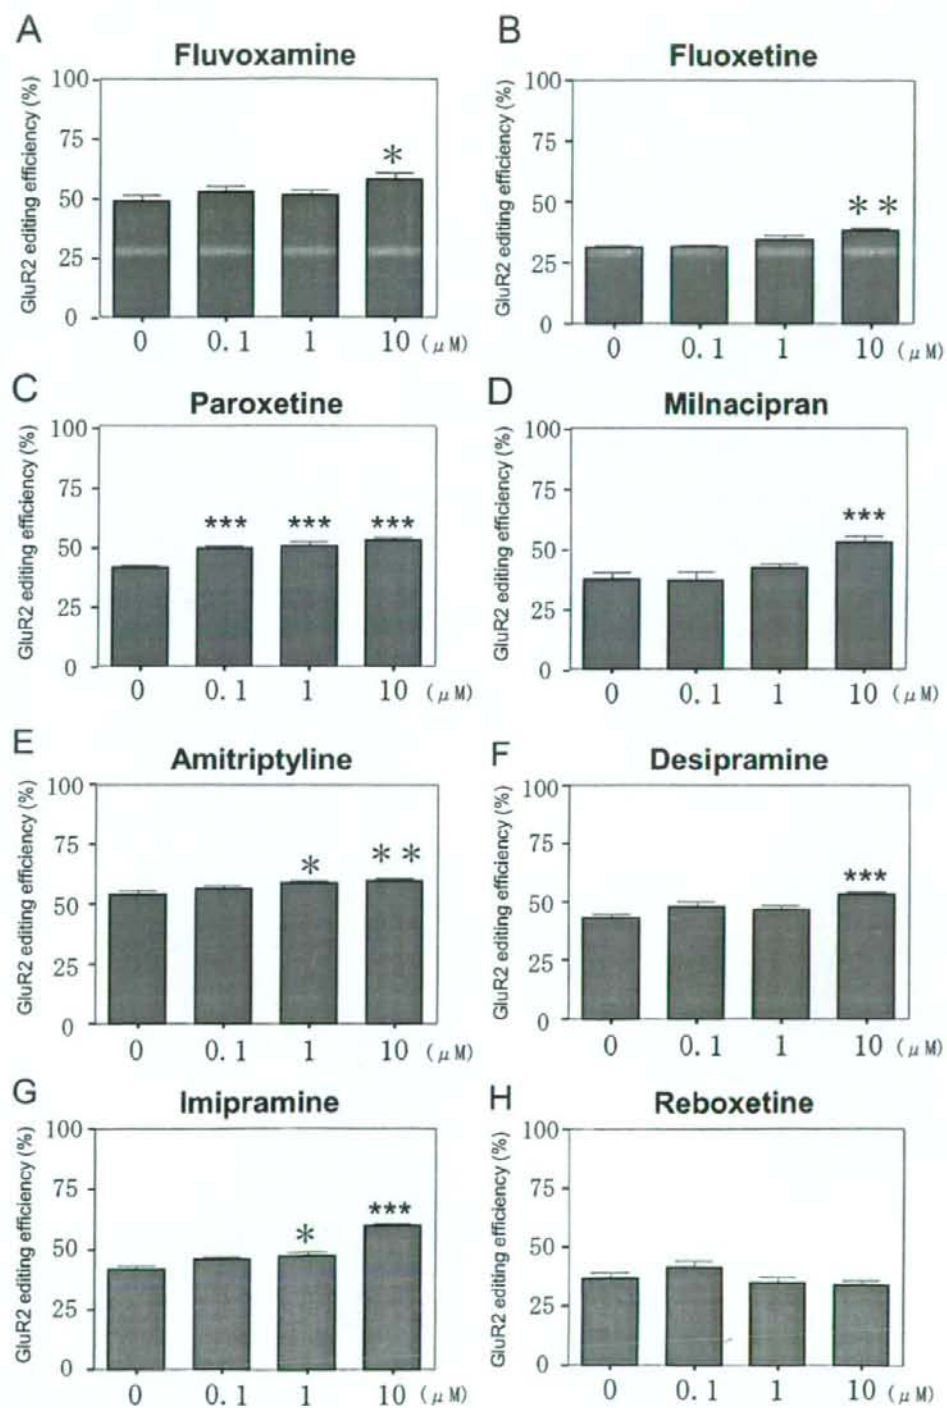 A
Fluvoxamine
GluR2 editing efficiency (%)
100
75
50
25
0
*
0 0.1 1 10 (μM)
B
Fluoxetine
GluR2 editing efficiency (%)
100
75
50
25
0
* *
0 0.1 1 10 (μM)
C
Paroxetine
GluR2 editing efficiency (%)
100
75
50
25
0
*** *** ***
0 0.1 1 10 (μM)
D
Milnacipran
GluR2 editing efficiency (%)
100
75
50
25
0
***
0 0.1 1 10 (μM)
E
Amitriptyline
GluR2 editing efficiency (%)
100
75
50
25
0
* * *
0 0.1 1 10 (μM)
F
Desipramine
GluR2 editing efficiency (%)
100
75
50
25
0
***
0 0.1 1 10 (μM)
G
Imipramine
GluR2 editing efficiency (%)
100
75
50
25
0
* ***
0 0.1 1 10 (μM)
H
Reboxetine
GluR2 editing efficiency (%)
100
75
50
25
0
0 0.1 1 10 (μM)